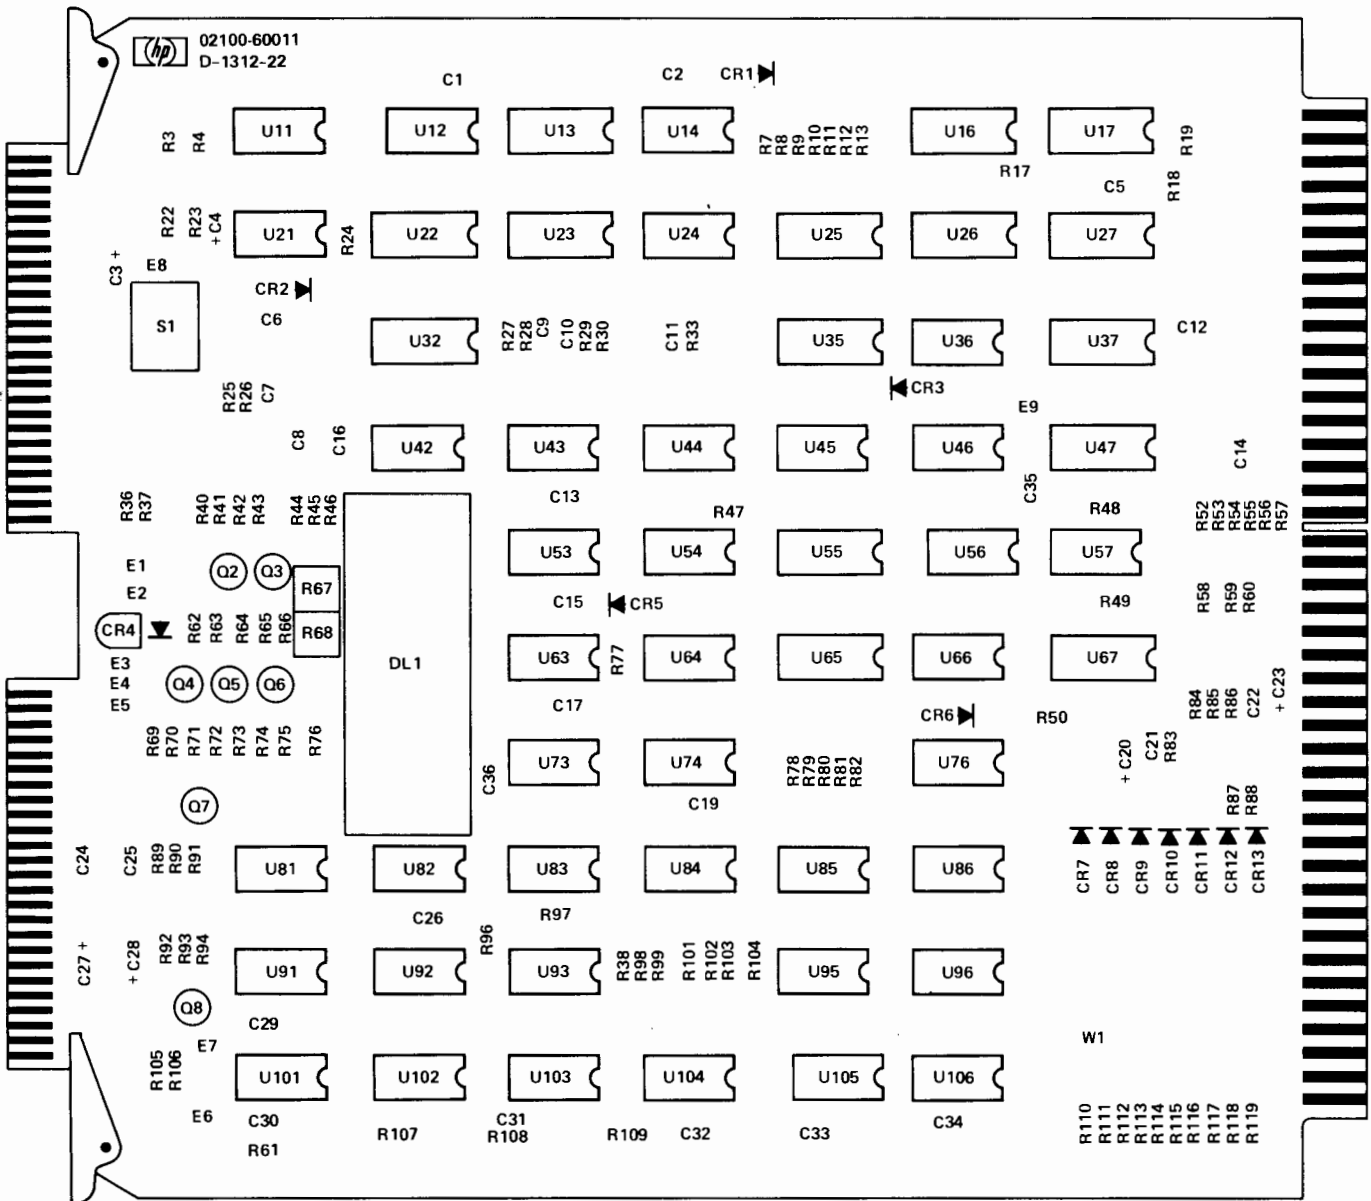 hp
02100-60011
D-1312-22
C1
C2
CR1
R3
R4
U11
U12
U13
U14
R7
R8
R9
R10
R11
R12
R13
U16
U17
R19
R17
C5
R18
R22
R23
+ C4
U21
R24
U22
U23
U24
U25
U26
U27
C3 +
E8
S1
CR2
C6
U32
R27
R28
C9
C10
R29
R30
C11
R33
U35
U36
U37
C12
R25
R26
C7
CR3
E9
C8
C16
U42
U43
U44
U45
U46
U47
C14
C13
C35
R36
R37
R40
R41
R42
R43
R44
R45
R46
R47
R48
R52
R53
R54
R55
R56
R57
E1
E2
Q2
Q3
R67
U53
U54
U55
U56
U57
C15
CR5
R49
R58
R59
R60
CR4
R62
R63
R64
R65
R66
R68
DL1
E3
E4
E5
Q4
Q5
Q6
U63
R77
U64
U65
U66
U67
C17
CR6
R50
R84
R85
R86
C22
+ C23
R69
R70
R71
R72
R73
R74
R75
R76
C36
U73
U74
R78
R79
R80
R81
R82
U76
+ C20
C21
R83
C19
Q7
R87
R88
C24
C25
R89
R90
R91
U81
U82
U83
U84
U85
U86
CR7
CR8
CR9
CR10
CR11
CR12
CR13
C26
R97
C27 +
+ C28
R92
R93
R94
U91
U92
R96
U93
R38
R98
R99
R101
R102
R103
R104
U95
U96
Q8
C29
E7
W1
R105
R106
U101
U102
U103
U104
U105
U106
E6
C30
R61
R107
C31
R108
R109
C32
C33
C34
R110
R111
R112
R113
R114
R115
R116
R117
R118
R119